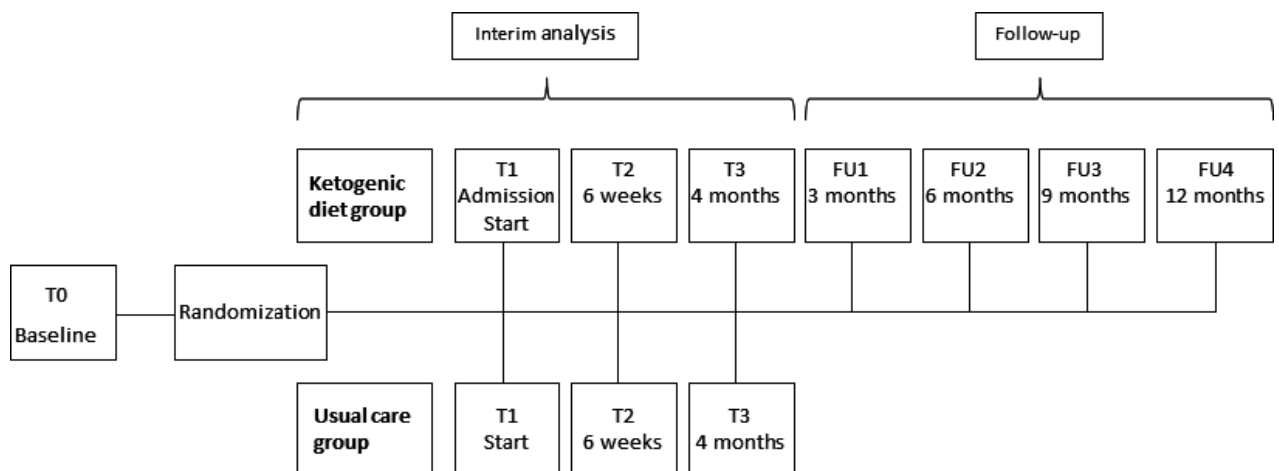 Interim analysis
Follow-up
Ketogenic
diet group
T1
Admission
Start
T2
6 weeks
T3
4 months
FU1
3 months
FU2
6 months
FU3
9 months
FU4
12 months
T0
Baseline
Randomization
Usual care
group
T1
Start
T2
6 weeks
T3
4 months